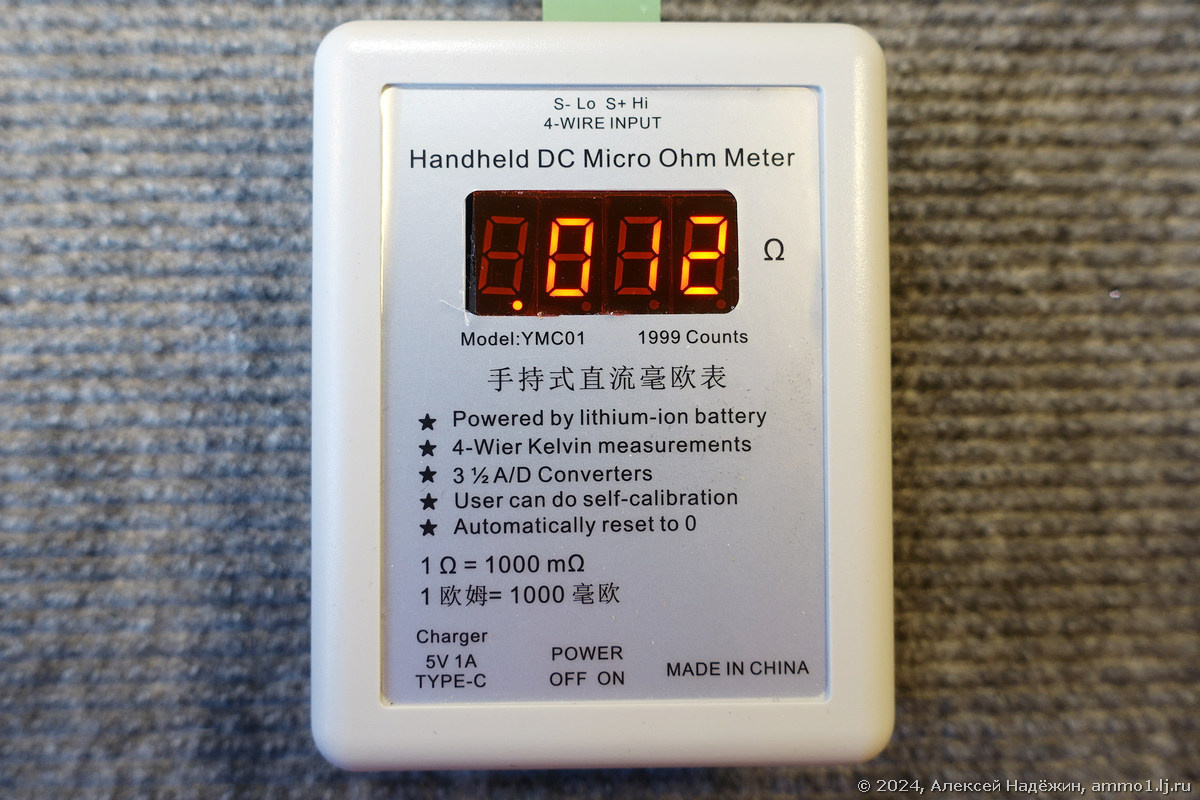 S- Lo S+ Hi
4-WIRE INPUT
Handheld DC Micro Ohm Meter
.012 Ω
Model:YMC01 1999 Counts
手持式直流毫欧表
★ Powered by lithium-ion battery
★ 4-Wier Kelvin measurements
★ 3 ½ A/D Converters
★ User can do self-calibration
★ Automatically reset to 0
1 Ω = 1000 mΩ
1 欧姆= 1000 毫欧
Charger
5V 1A
TYPE-C
POWER
OFF ON
MADE IN CHINA
© 2024, Алексей Надёжин, ammo1.lj.ru